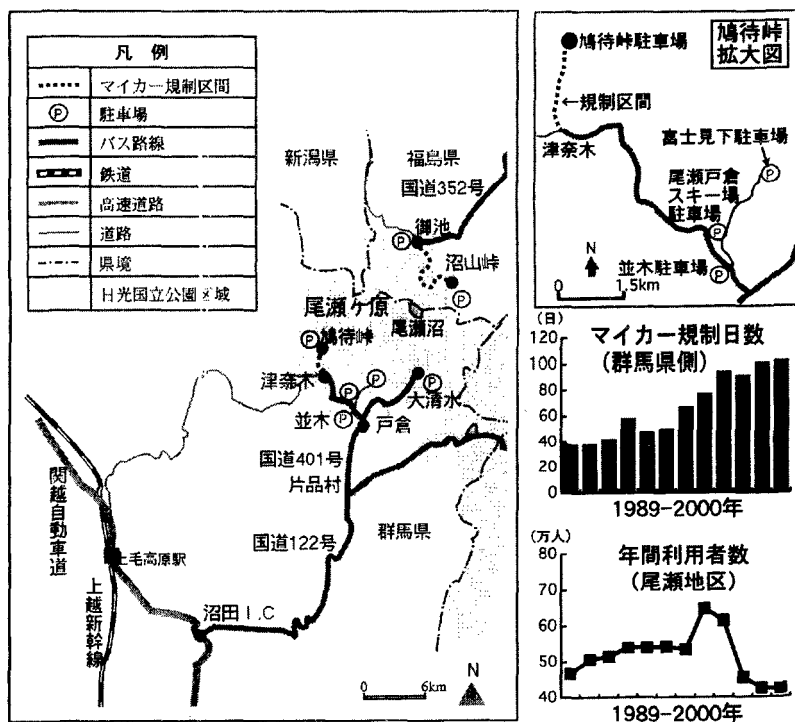 凡例
マイカー規制区間
Ⓟ 駐車場
バス路線
鉄道
高速道路
道路
県境
日光国立公園区域
新潟県
福島県
国道352号
御池
Ⓟ
沼山峠
Ⓟ
尾瀬ヶ原
尾瀬沼
Ⓟ
鳩待峠
津奈木
Ⓟ
Ⓟ
Ⓟ
大清水
並木
Ⓟ
戸倉
国道401号
片品村
群馬県
国道122号
関越自動車道
上毛高原駅
上越新幹線
沼田I.C
0 6km
N
鳩待峠
拡大図
鳩待峠駐車場
←規制区間
津奈木
富士見下駐車場
Ⓟ
尾瀬戸倉
スキー場
駐車場
Ⓟ
並木駐車場
Ⓟ
N
0 1.5km
(日)
マイカー規制日数
(群馬県側)
120
100
80
60
40
20
0
1989-2000年
(万人)
年間利用者数
(尾瀬地区)
80
70
60
50
40
1989-2000年